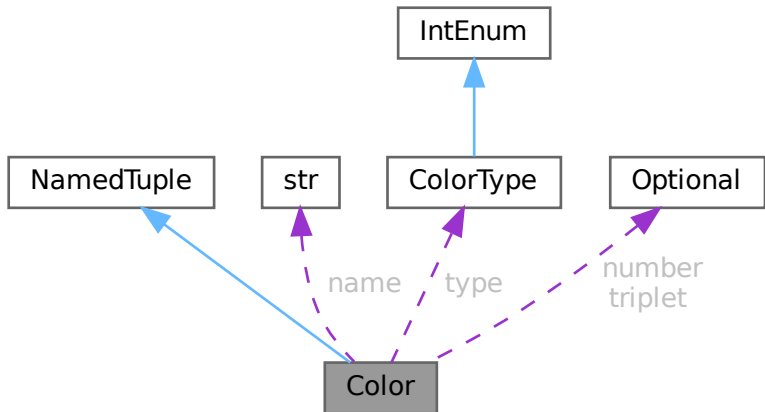 IntEnum
NamedTuple
str
ColorType
Optional
name
type
number
triplet
Color